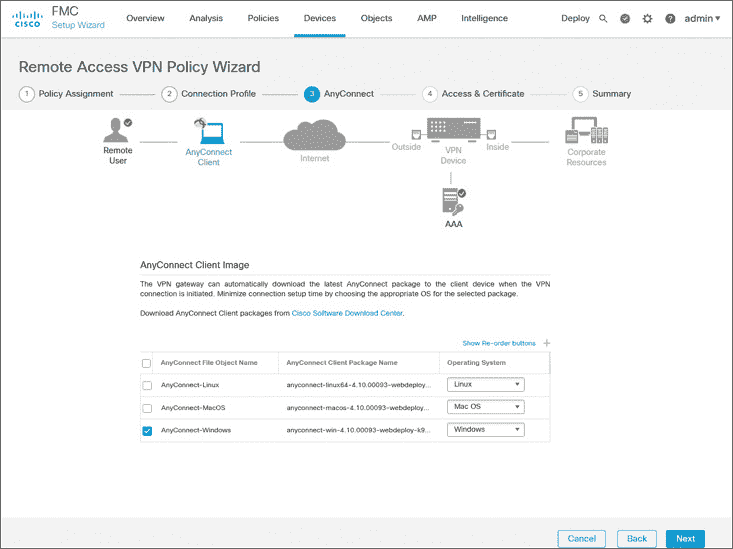 CISCO FMC Overview Analysis Policies Devices Objects AMP Intelligence Deploy admin
Setup Wizard
Remote Access VPN Policy Wizard
1 Policy Assignment 2 Connection Profile 3 AnyConnect 4 Access & Certificate 5 Summary
Remote User
AnyConnect Client
Internet
Outside
VPN Device
Inside
Corporate Resources
AAA
AnyConnect Client Image
The VPN gateway can automatically download the latest AnyConnect package to the client device when the VPN
connection is initiated. Minimize connection setup time by choosing the appropriate OS for the selected package.
Download AnyConnect Client packages from Cisco Software Download Center.
Show Re-order buttons +
AnyConnect File Object Name AnyConnect Client Package Name Operating System
AnyConnect-Linux anyconnect-linux64-4.10.00093-webdeploy... Linux
AnyConnect-MacOS anyconnect-macos-4.10.00093-webdeploy... Mac OS
AnyConnect-Windows anyconnect-win-4.10.00093-webdeploy-k9... Windows
Cancel Back Next